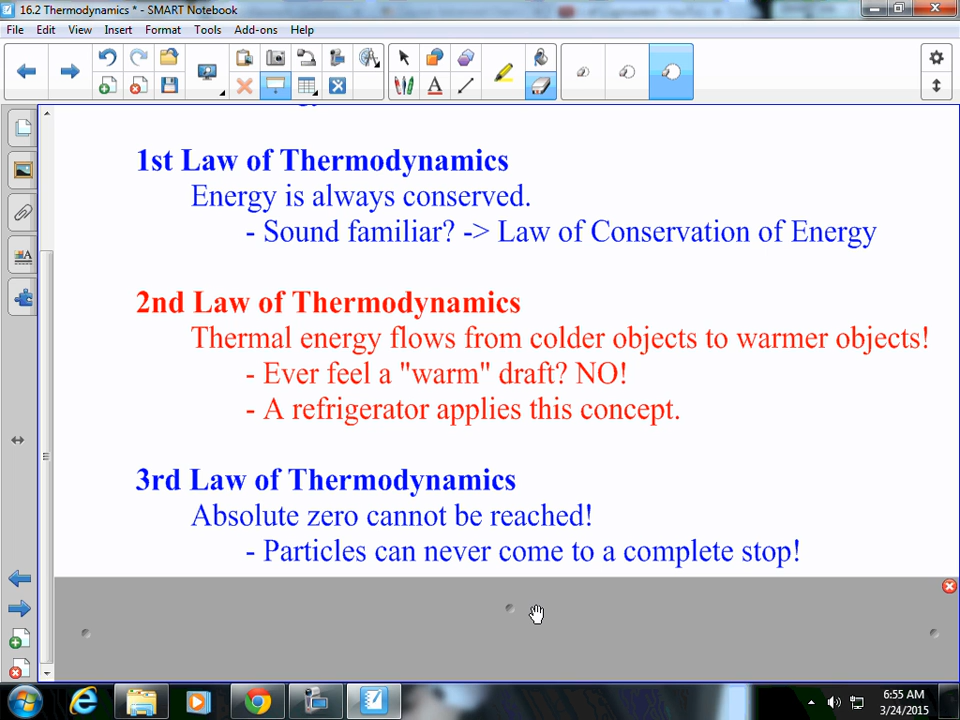 16.2 Thermodynamics * - SMART Notebook
File Edit View Insert Format Tools Add-ons Help
1st Law of Thermodynamics
Energy is always conserved.
- Sound familiar? -> Law of Conservation of Energy
2nd Law of Thermodynamics
Thermal energy flows from colder objects to warmer objects!
- Ever feel a "warm" draft? NO!
- A refrigerator applies this concept.
3rd Law of Thermodynamics
Absolute zero cannot be reached!
- Particles can never come to a complete stop!
6:55 AM
3/24/2015